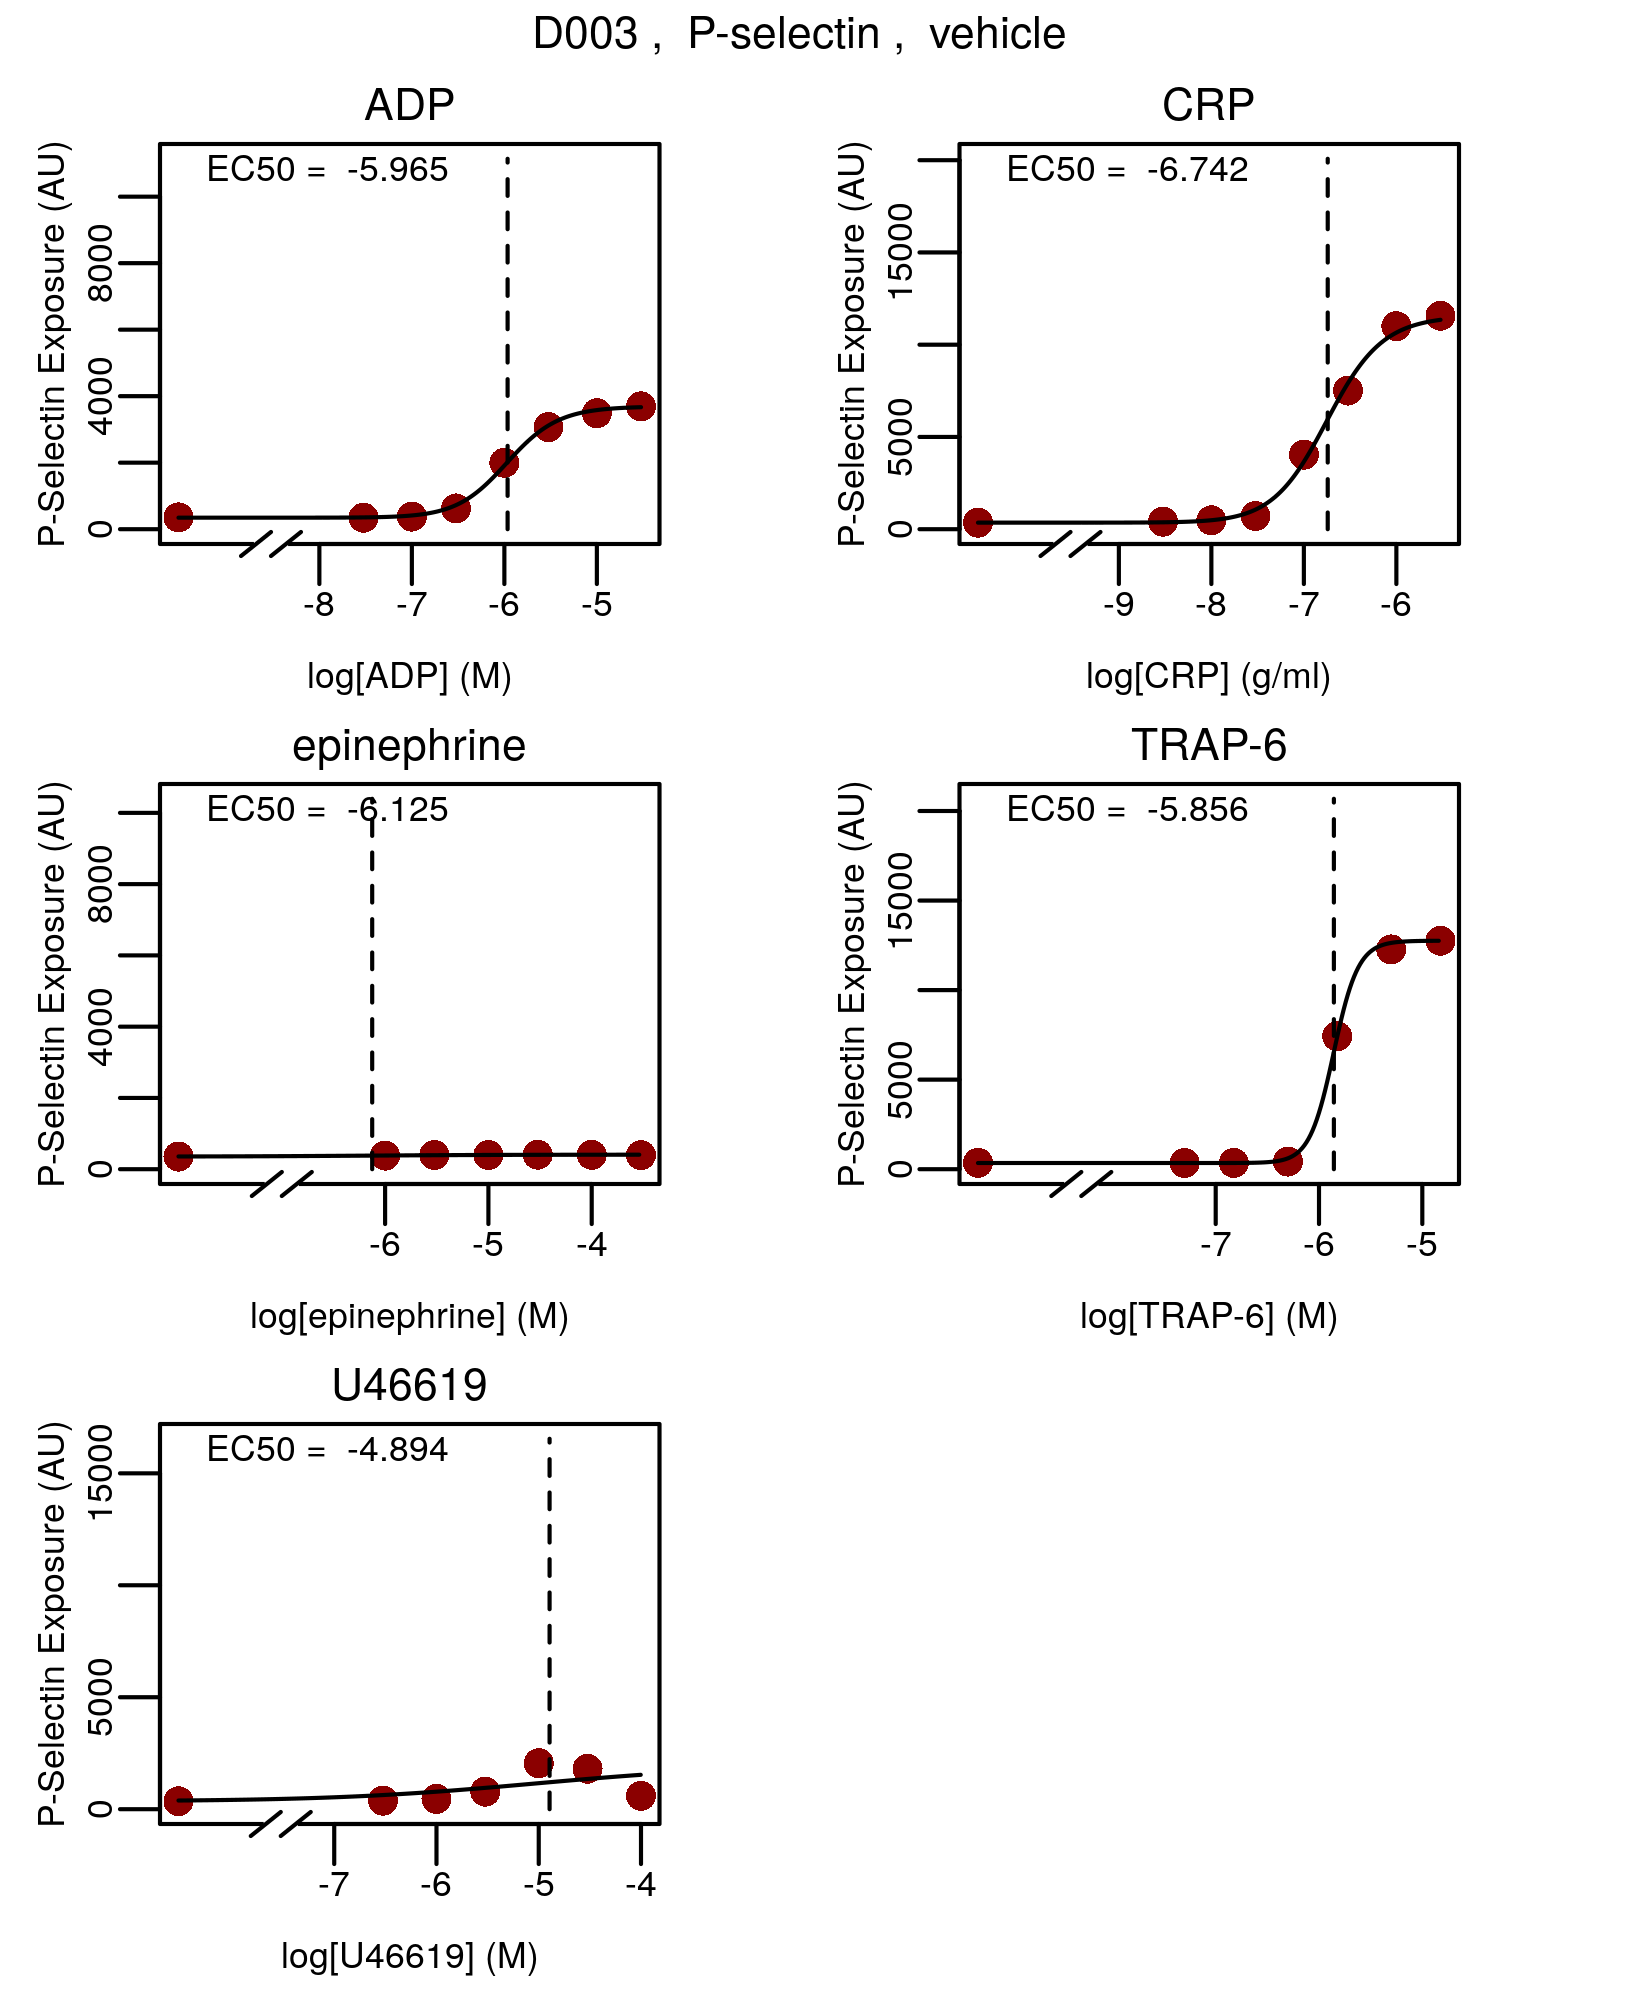 D003 ,  P-selectin ,  vehicle
ADP
EC50 =  -5.965
P-Selectin Exposure (AU)
0 4000 8000
-8 -7 -6 -5
log[ADP] (M)
CRP
EC50 =  -6.742
P-Selectin Exposure (AU)
0 5000 15000
-9 -8 -7 -6
log[CRP] (g/ml)
epinephrine
EC50 =  -6.125
P-Selectin Exposure (AU)
0 4000 8000
-6 -5 -4
log[epinephrine] (M)
TRAP-6
EC50 =  -5.856
P-Selectin Exposure (AU)
0 5000 15000
-7 -6 -5
log[TRAP-6] (M)
U46619
EC50 =  -4.894
P-Selectin Exposure (AU)
0 5000 15000
-7 -6 -5 -4
log[U46619] (M)